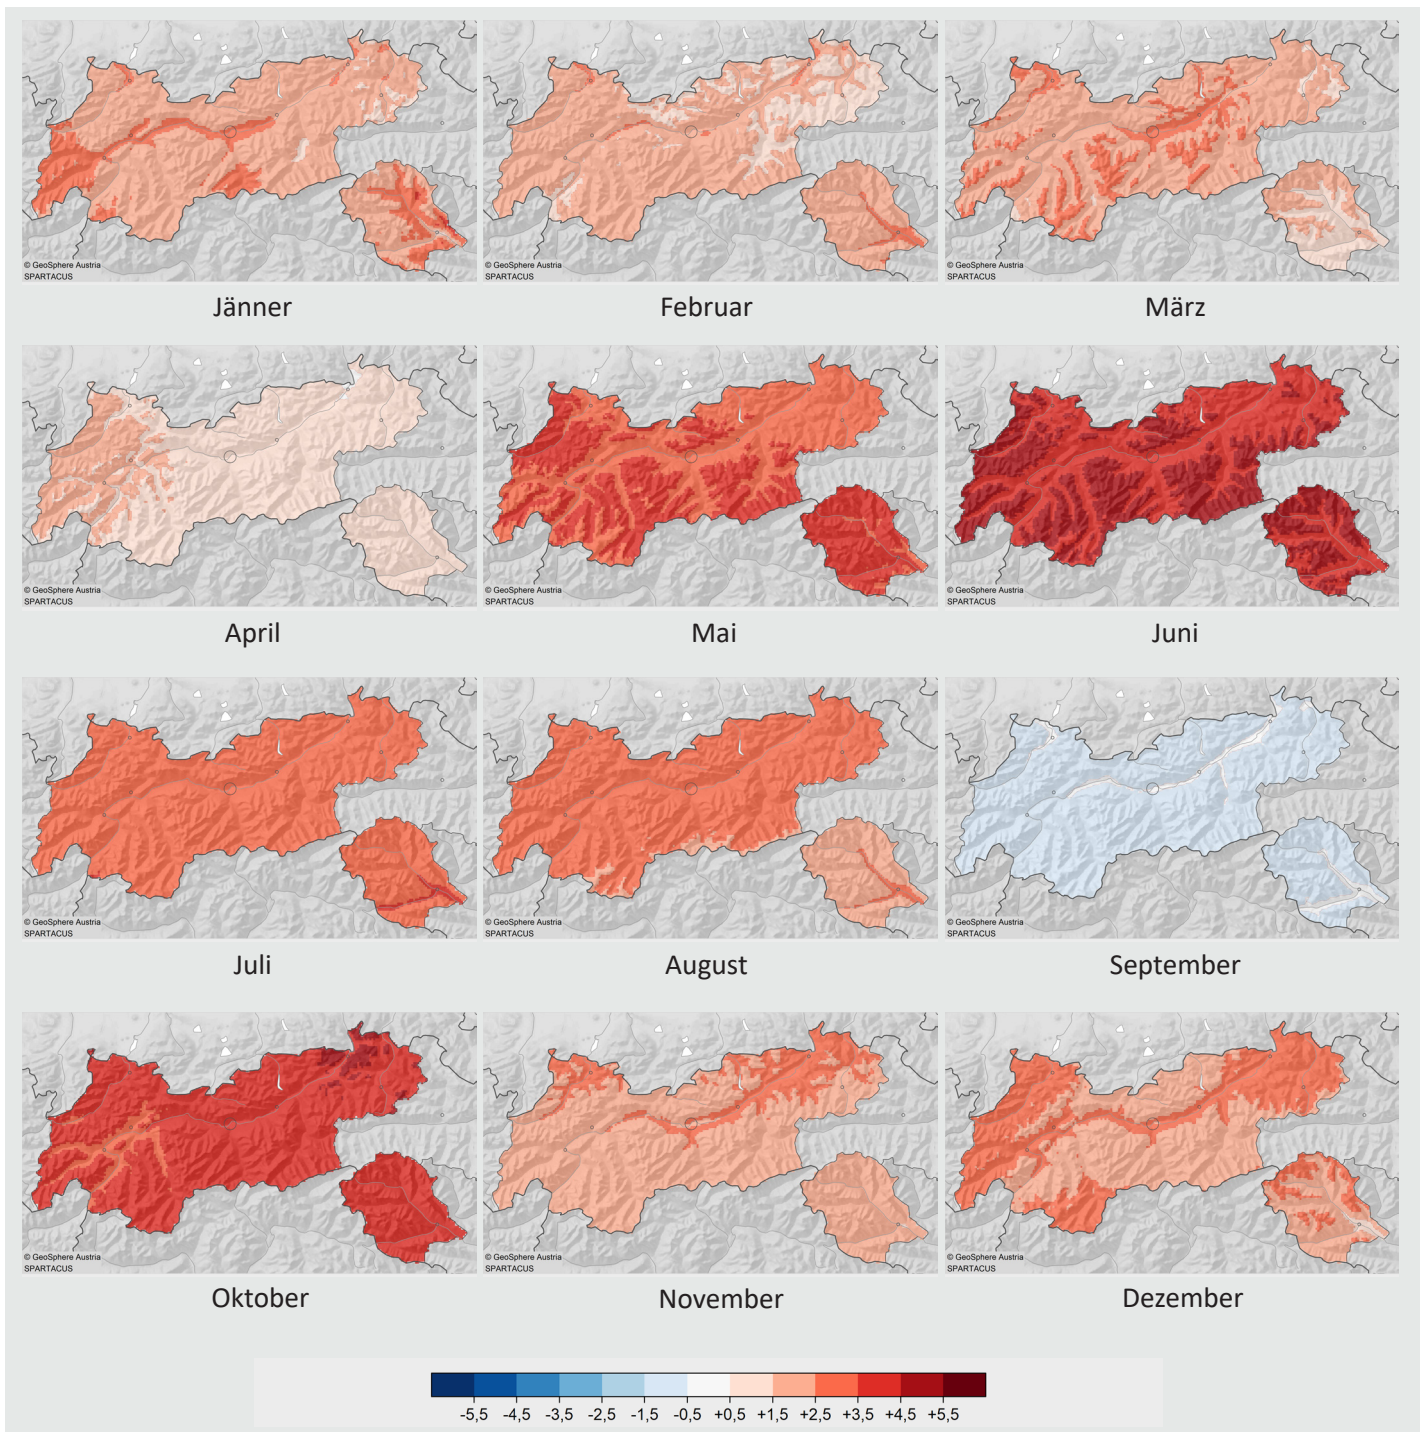 © GeoSphere Austria
SPARTACUS
© GeoSphere Austria
SPARTACUS
© GeoSphere Austria
SPARTACUS
Jänner
Februar
März
© GeoSphere Austria
SPARTACUS
© GeoSphere Austria
SPARTACUS
© GeoSphere Austria
SPARTACUS
April
Mai
Juni
© GeoSphere Austria
SPARTACUS
© GeoSphere Austria
SPARTACUS
© GeoSphere Austria
SPARTACUS
Juli
August
September
© GeoSphere Austria
SPARTACUS
© GeoSphere Austria
SPARTACUS
© GeoSphere Austria
SPARTACUS
Oktober
November
Dezember
-5,5 -4,5 -3,5 -2,5 -1,5 -0,5 +0,5 +1,5 +2,5 +3,5 +4,5 +5,5